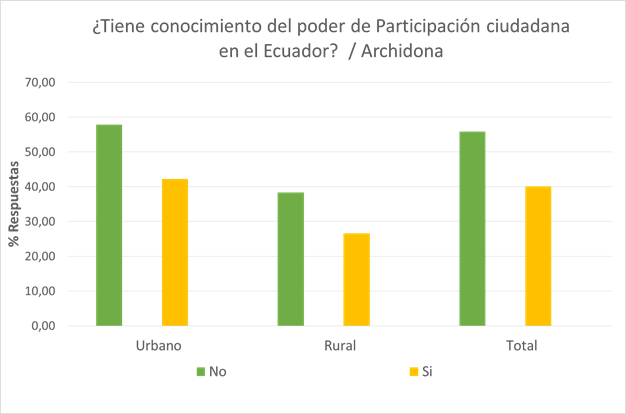 ¿Tiene conocimiento del poder de Participación ciudadana
en el Ecuador?  / Archidona
% Respuestas
70,00
60,00
50,00
40,00
30,00
20,00
10,00
0,00
Urbano Rural Total
No Si